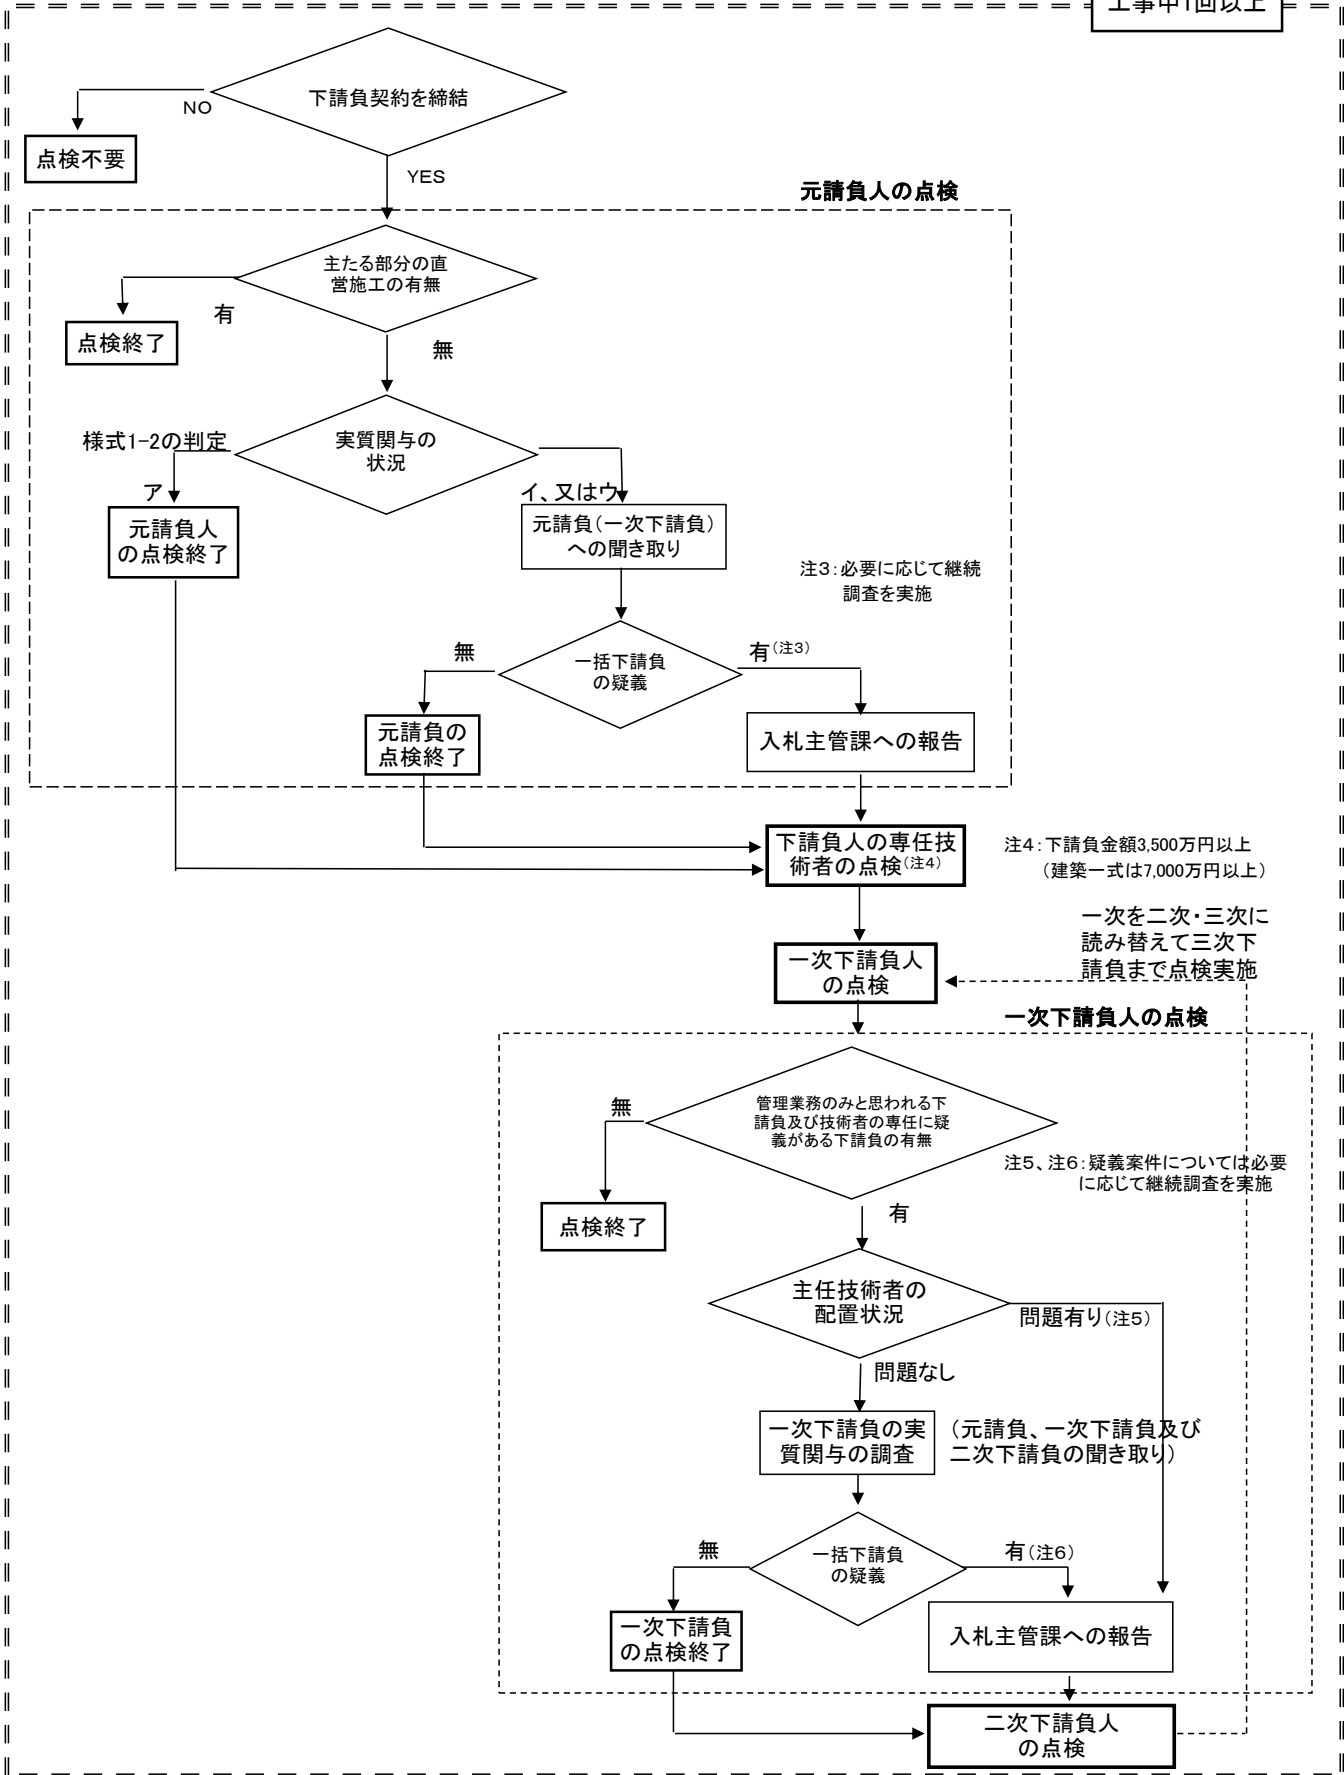 工事中1回以上
下請負契約を締結
NO
点検不要
YES
元請負人の点検
主たる部分の直
営施工の有無
有
点検終了
無
様式1-2の判定
実質関与の
状況
ア
イ、又はウ
元請負人
の点検終了
元請負(一次下請負)
への聞き取り
注3:必要に応じて継続
調査を実施
無
一括下請負
の疑義
有(注3)
元請負の
点検終了
入札主管課への報告
下請負人の専任技
術者の点検(注4)
注4:下請負金額3,500万円以上
(建築一式は7,000万円以上)
一次を二次・三次に
読み替えて三次下
請負まで点検実施
一次下請負人
の点検
一次下請負人の点検
無
管理業務のみと思われる下
請負及び技術者の専任に疑
義がある下請負の有無
注5、注6:疑義案件については必要
に応じて継続調査を実施
点検終了
有
主任技術者の
配置状況
問題有り(注5)
問題なし
一次下請負の実
質関与の調査
(元請負、一次下請負及び
二次下請負の聞き取り)
無
一括下請負
の疑義
有(注6)
一次下請負
の点検終了
入札主管課への報告
二次下請負人
の点検